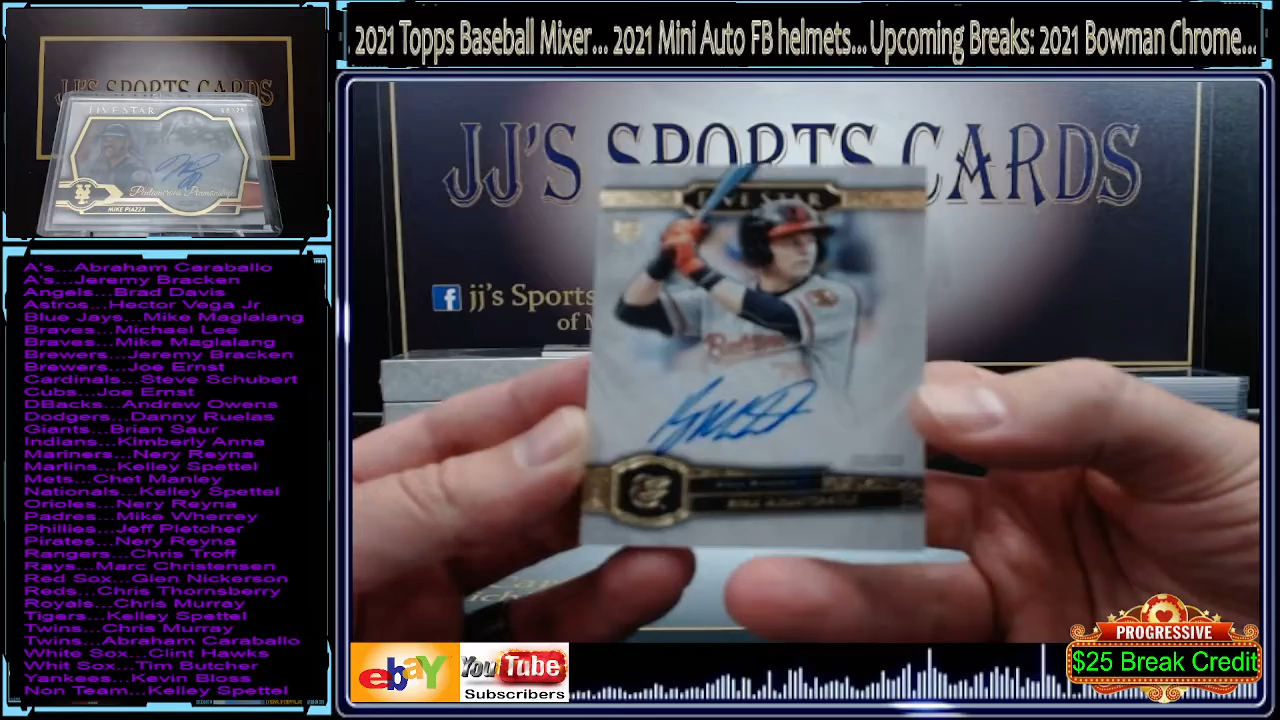 JJ'S SPORTS CARDS
FIVE STAR
MIKE PIAZZA
. 2021 Topps Baseball Mixer... 2021 Mini Auto FB helmets... Upcoming Breaks: 2021 Bowman Chrome...
JJ'S SPORTS CARDS
FIVE STAR
jj's Sports
A's...Abraham Caraballo
A's...Jeremy Bracken
Angels...Brad Davis
Astros...Hector Vega Jr
Blue Jays...Mike Maglalang
Braves...Michael Lee
Braves...Mike Maglalang
Brewers...Jeremy Bracken
Brewers...Joe Ernst
Cardinals...Steve Schubert
Cubs...Joe Ernst
DBacks...Andrew Owens
Dodgers...Danny Ruelas
Giants...Brian Saur
Indians...Kimberly Anna
Mariners...Nery Reyna
Marlins...Kelley Spettel
Mets...Chet Manley
Nationals...Kelley Spettel
Orioles...Nery Reyna
Padres...Mike Wherrey
Phillies...Jeff Pletcher
Pirates...Nery Reyna
Rangers...Chris Troff
Rays...Marc Christensen
Red Sox...Glen Nickerson
Reds...Chris Thornsberry
Royals...Chris Murray
Tigers...Kelley Spettel
Twins...Chris Murray
Twins...Abraham Caraballo
White Sox...Clint Hawks
Whit Sox...Tim Butcher
Yankees...Kevin Bloss
Non Team...Kelley Spettel
ebay
YouTube
Subscribers
PROGRESSIVE
$25 Break Credit